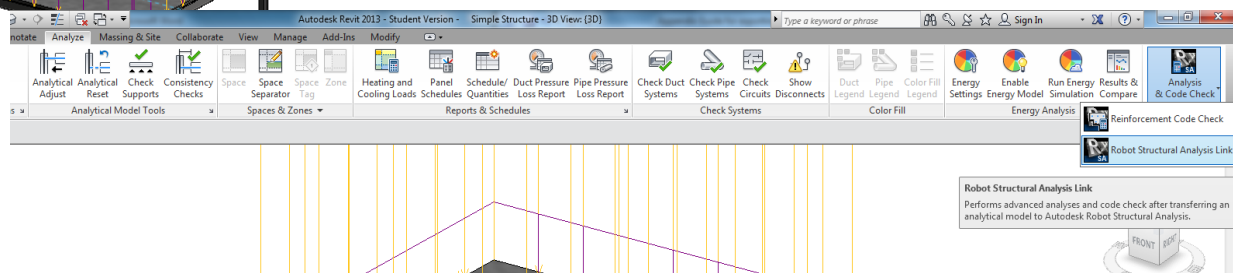 Autodesk Revit 2013 - Student Version - Simple Structure - 3D View: {3D}
Type a keyword or phrase
Sign In
notate Analyze Massing & Site Collaborate View Manage Add-Ins Modify
Analytical Analytical Check Consistency Space Space Space Zone Heating and Panel Schedule/ Duct Pressure Pipe Pressure Check Duct Check Pipe Check Show Duct Pipe Color Fill Energy Enable Run Energy Results & Analysis
Adjust Reset Supports Checks Separator Tag Cooling Loads Schedules Quantities Loss Report Loss Report Systems Systems Circuits Disconnects Legend Legend Legend Settings Energy Model Simulation Compare & Code Check
s Analytical Model Tools Spaces & Zones Reports & Schedules Check Systems Color Fill Energy Analysis
Reinforcement Code Check
Robot Structural Analysis Link
Robot Structural Analysis Link
Performs advanced analyses and code check after transferring an
analytical model to Autodesk Robot Structural Analysis.
FRONT RIGHT